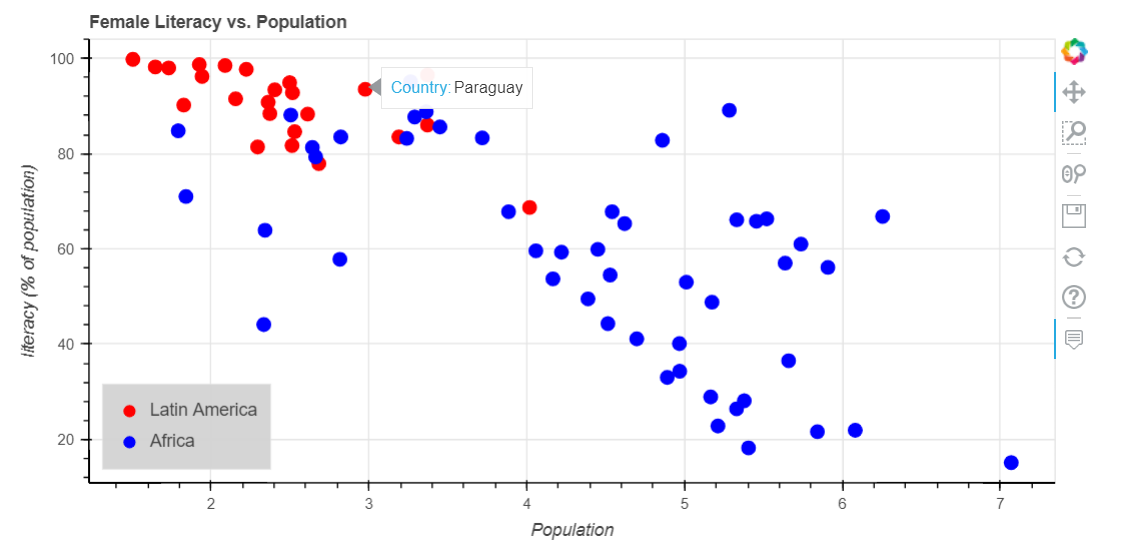 Female Literacy vs. Population
100
80
60
40
20
literacy (% of population)
Country: Paraguay
Latin America
Africa
2
3
4
5
6
7
Population